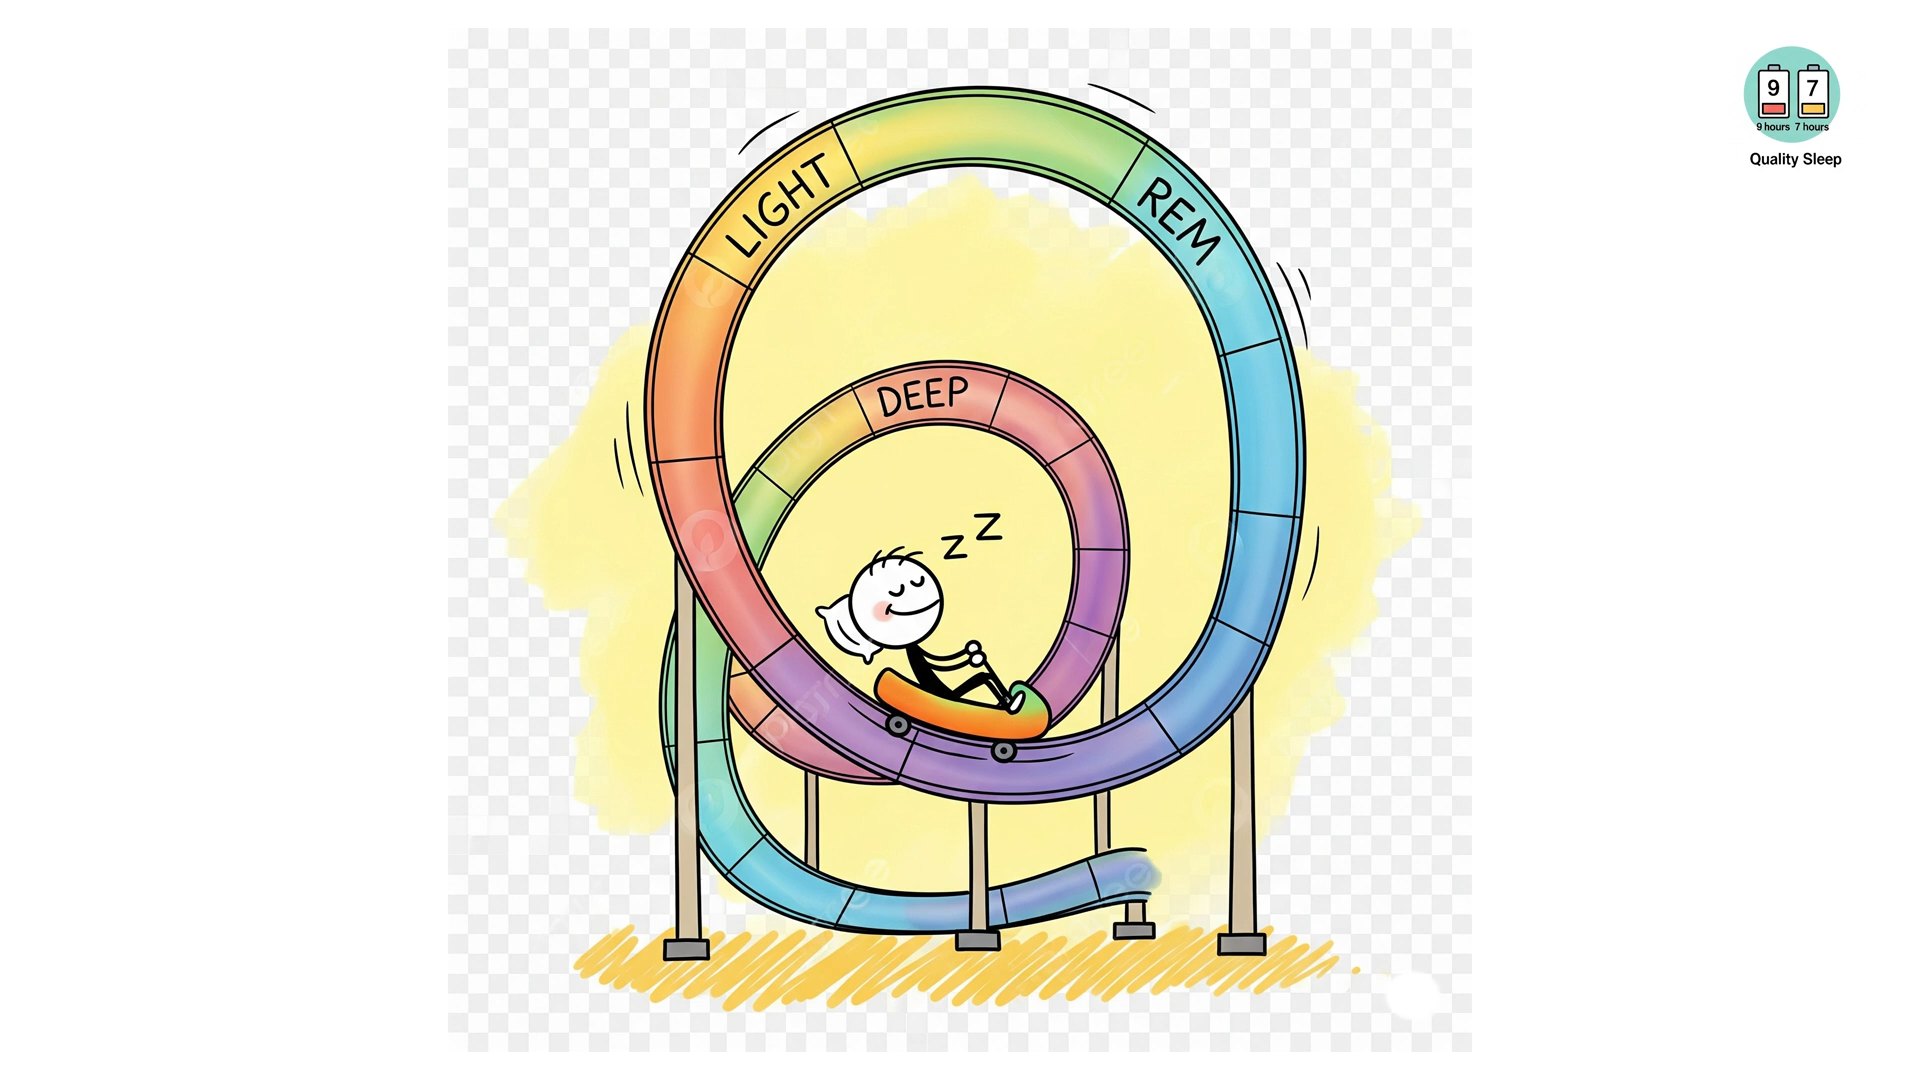 LIGHT
REM
DEEP
z Z
9 7
9 hours 7 hours
Quality Sleep